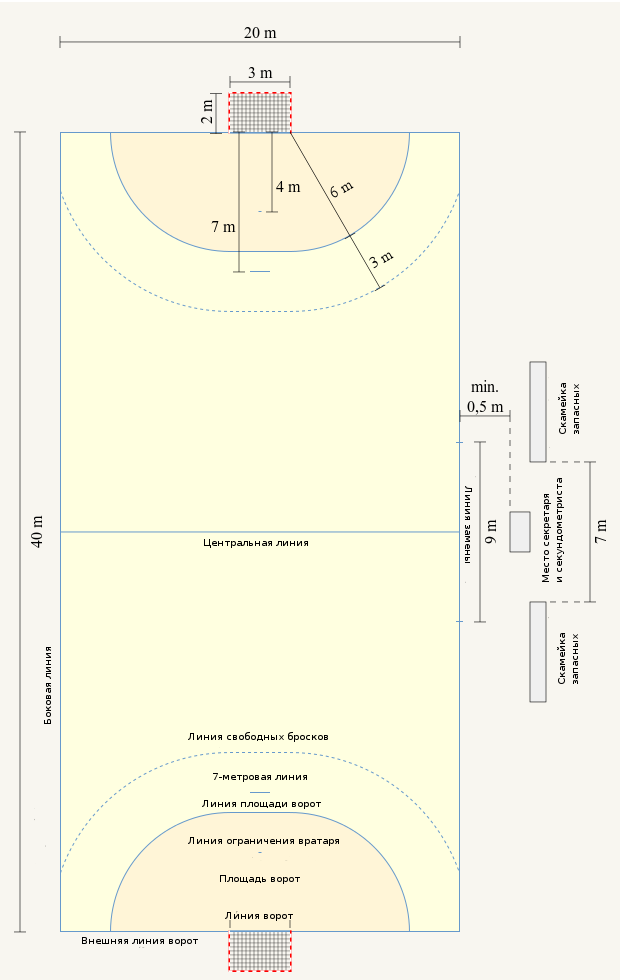 20 m
3 m
2 m
4 m
6 m
7 m
3 m
min.
0,5 m
Скамейка
запасных
Линия замены
9 m
Место секретаря
и секундометриста
7 m
40 m
Центральная линия
Скамейка
запасных
Боковая линия
Линия свободных бросков
7-метровая линия
Линия площади ворот
Линия ограничения вратаря
Площадь ворот
Линия ворот
Внешняя линия ворот